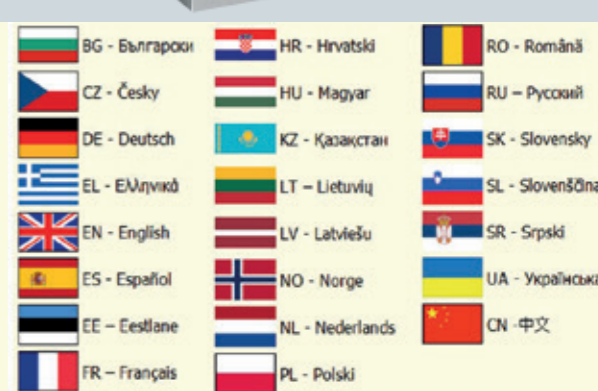 BG - Български
CZ - Česky
DE - Deutsch
EL - Ελληνικά
EN - English
ES - Español
EE – Eestlane
FR – Français
HR - Hrvatski
HU - Magyar
KZ - Қазақстан
LT – Lietuvių
LV - Latviešu
NO - Norge
NL - Nederlands
PL - Polski
RO - Română
RU – Русский
SK - Slovensky
SL - Slovenščina
SR - Srpski
UA - Українська
CN -中文